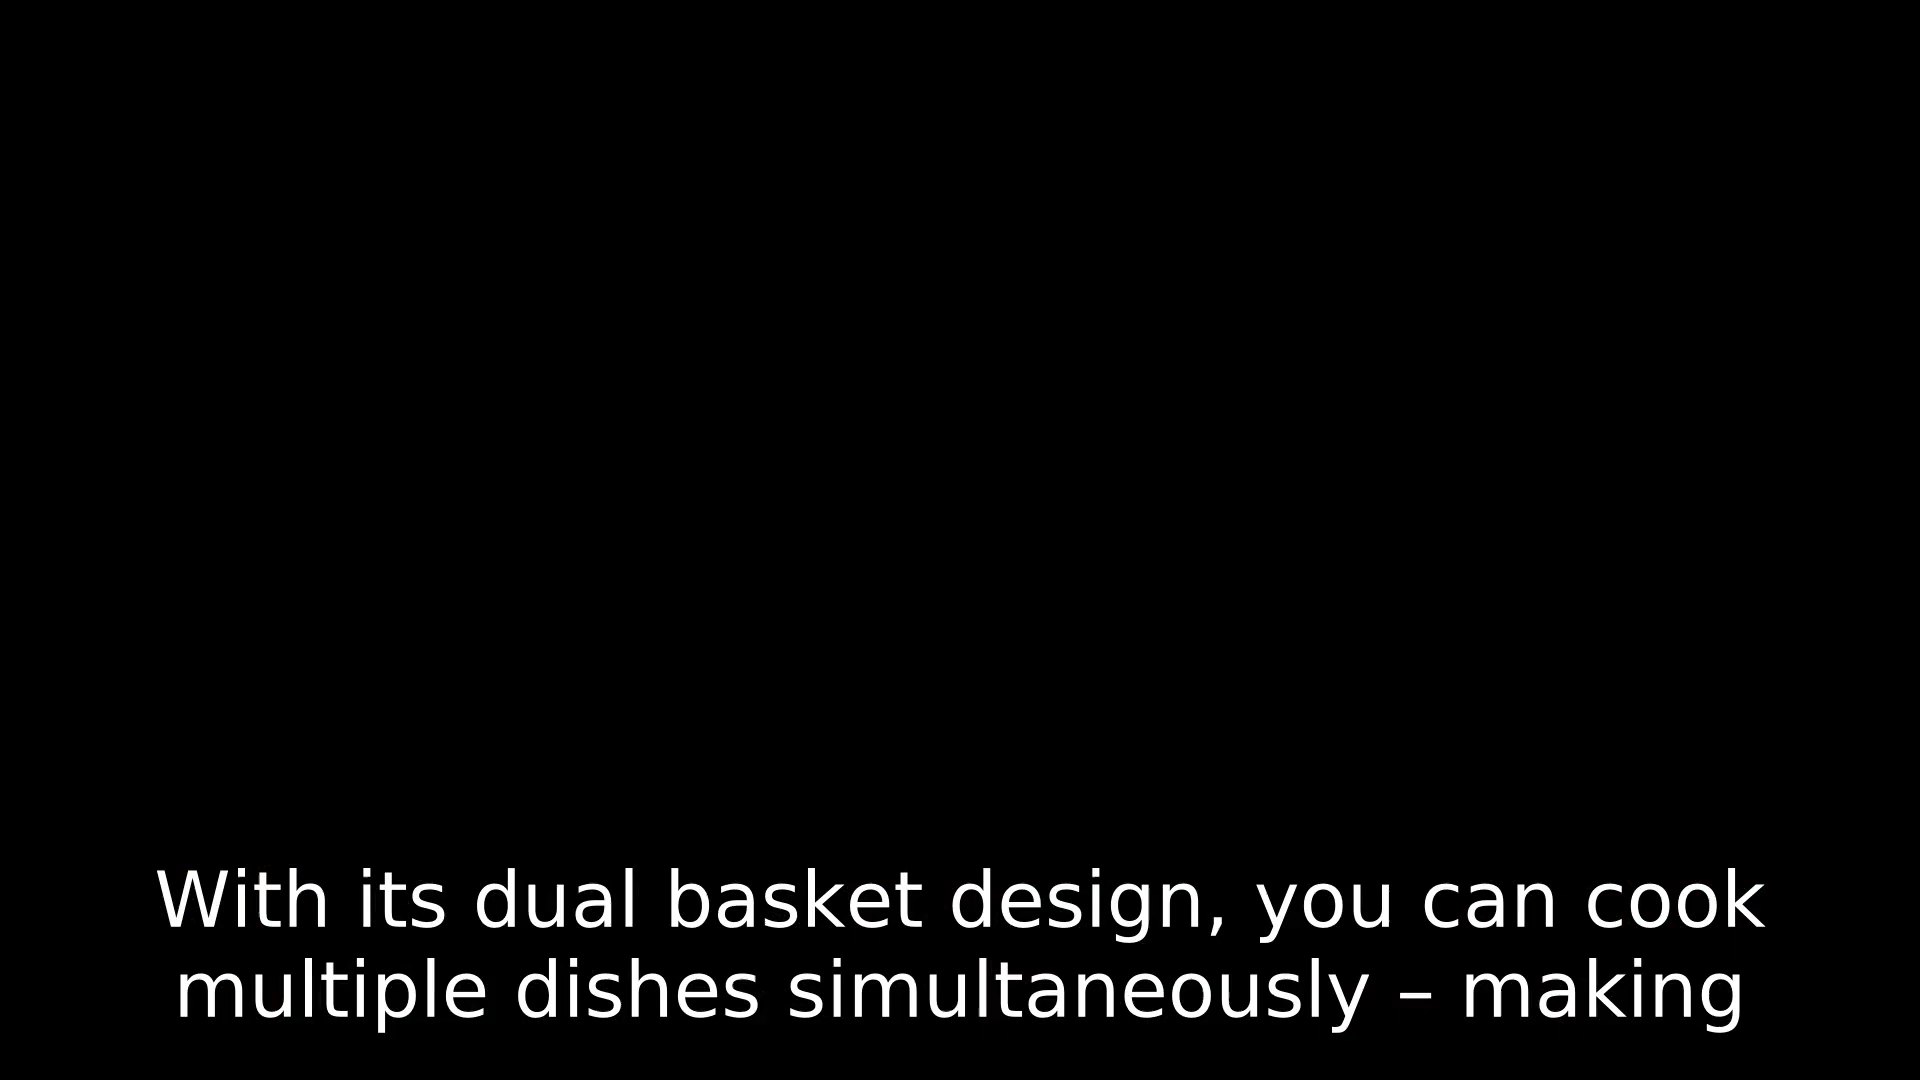 With its dual basket design, you can cook
multiple dishes simultaneously – making